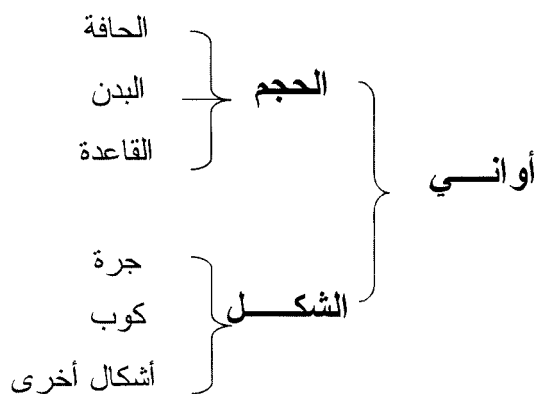 أواني
الحجم
الحافة
البدن
القاعدة
الشكل
جرة
كوب
أشكال أخرى